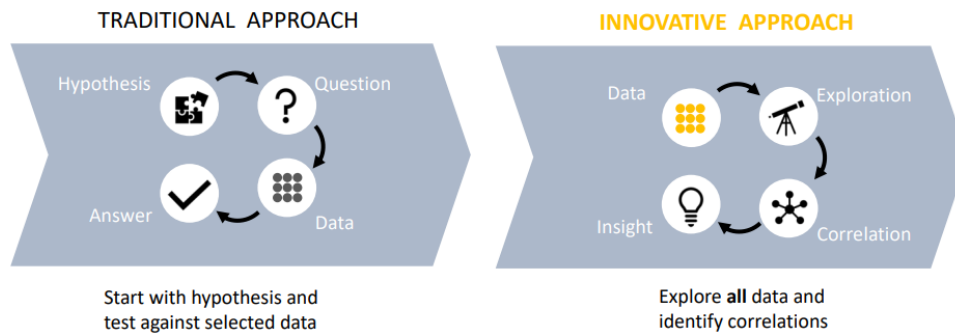 TRADITIONAL APPROACH
Hypothesis
Question
Answer
Data
Start with hypothesis and
test against selected data
INNOVATIVE APPROACH
Data
Exploration
Insight
Correlation
Explore all data and
identify correlations